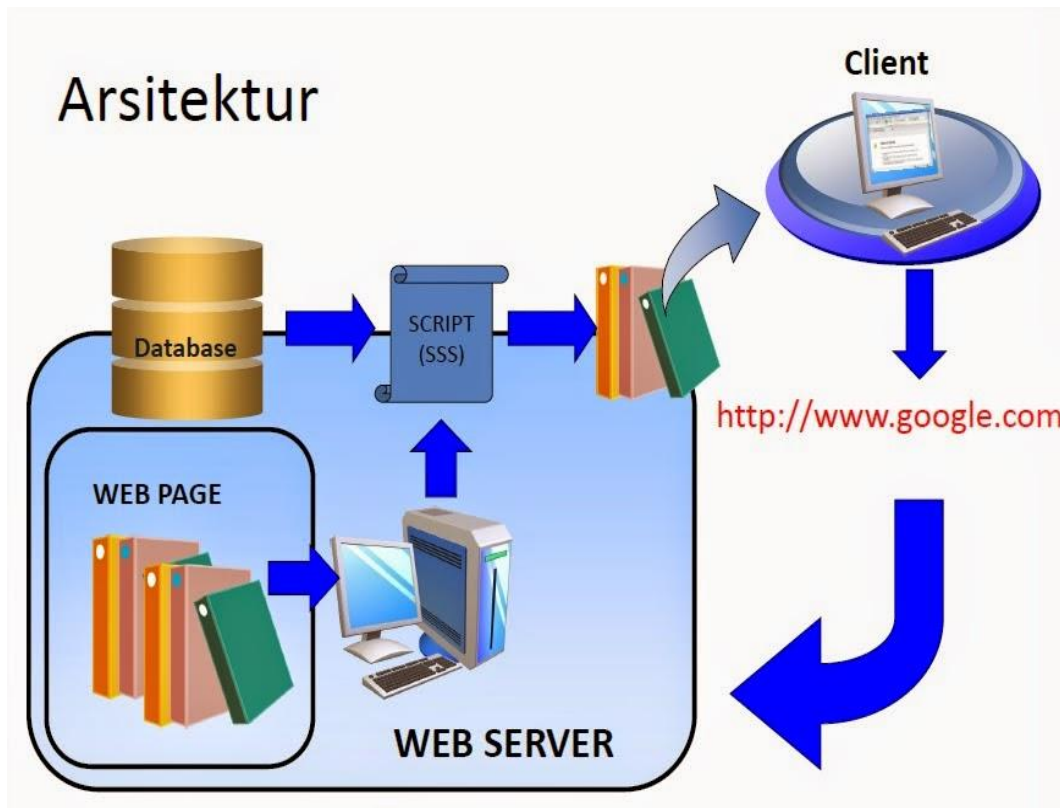 Arsitektur
Client
Database
SCRIPT
(SSS)
http://www.google.com
WEB PAGE
WEB SERVER